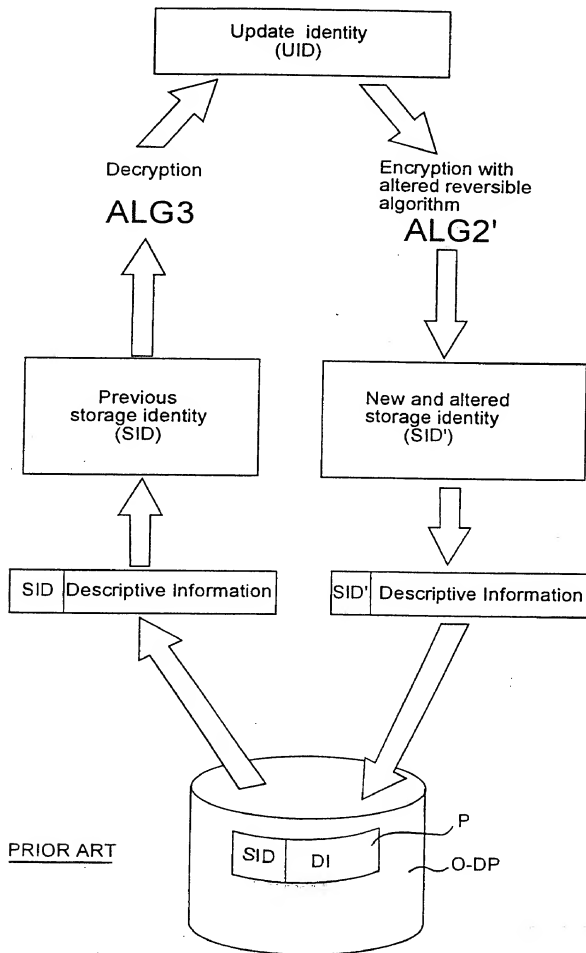 Update identity
(UID)
Decryption
ALG3
Encryption with
altered reversible
algorithm
ALG2'
Previous
storage identity
(SID)
New and altered
storage identity
(SID')
SID Descriptive Information
SID' Descriptive Information
P
SID DI
O-DP
PRIOR ART